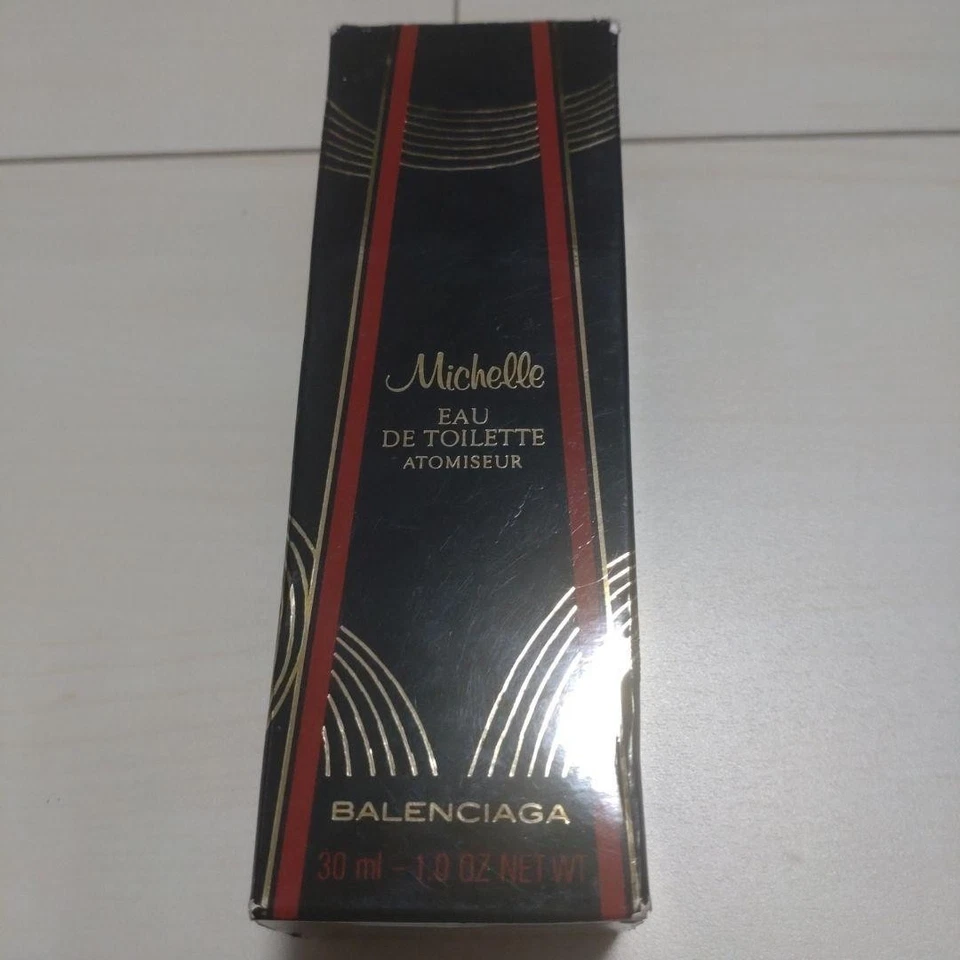 Michelle
EAU
DE TOILETTE
ATOMISEUR
BALENCIAGA
30 ml - 1.0 OZ NET WT